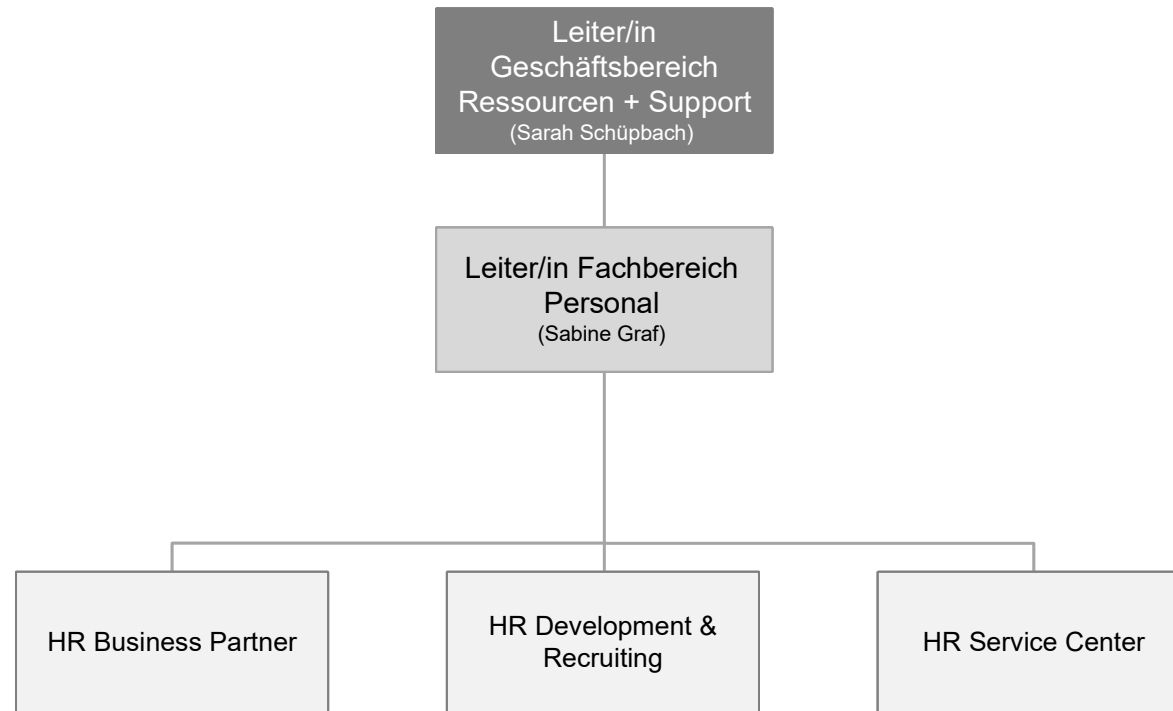 Leiter/in
Geschäftsbereich
Ressourcen + Support
(Sarah Schüpbach)
Leiter/in Fachbereich
Personal
(Sabine Graf)
HR Business Partner
HR Development &
Recruiting
HR Service Center